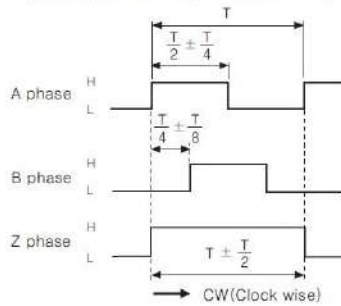 T
T/2 ± T/4
A phase H
L
T/4 ± T/8
B phase H
L
Z phase H
L
T ± T/2
CW(Clock wise)